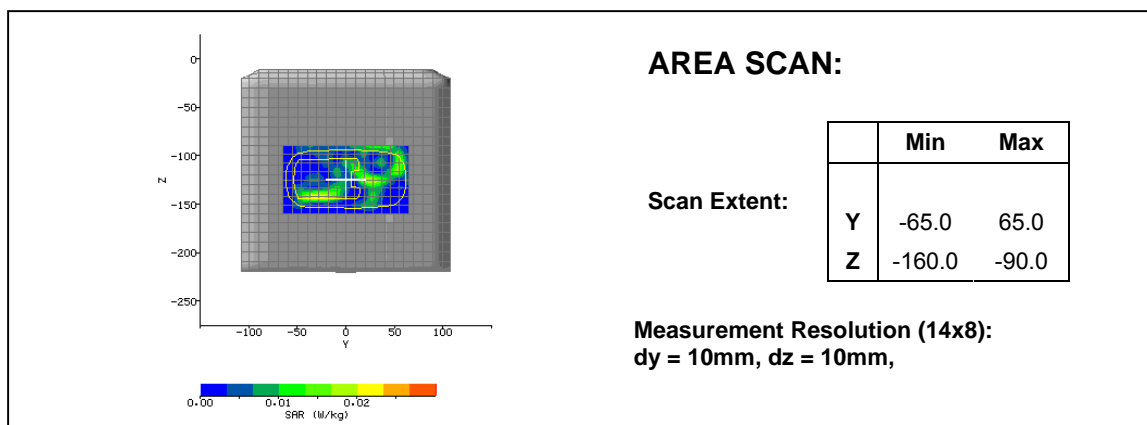 0
-50
-100
-150
-200
-250
Z
-100 -50 0 50 100
Y
0.00 0.01 0.02
SAR (W/kg)
AREA SCAN:
Scan Extent:
Min Max
Y -65.0 65.0
Z -160.0 -90.0
Measurement Resolution (14x8):
dy = 10mm, dz = 10mm,